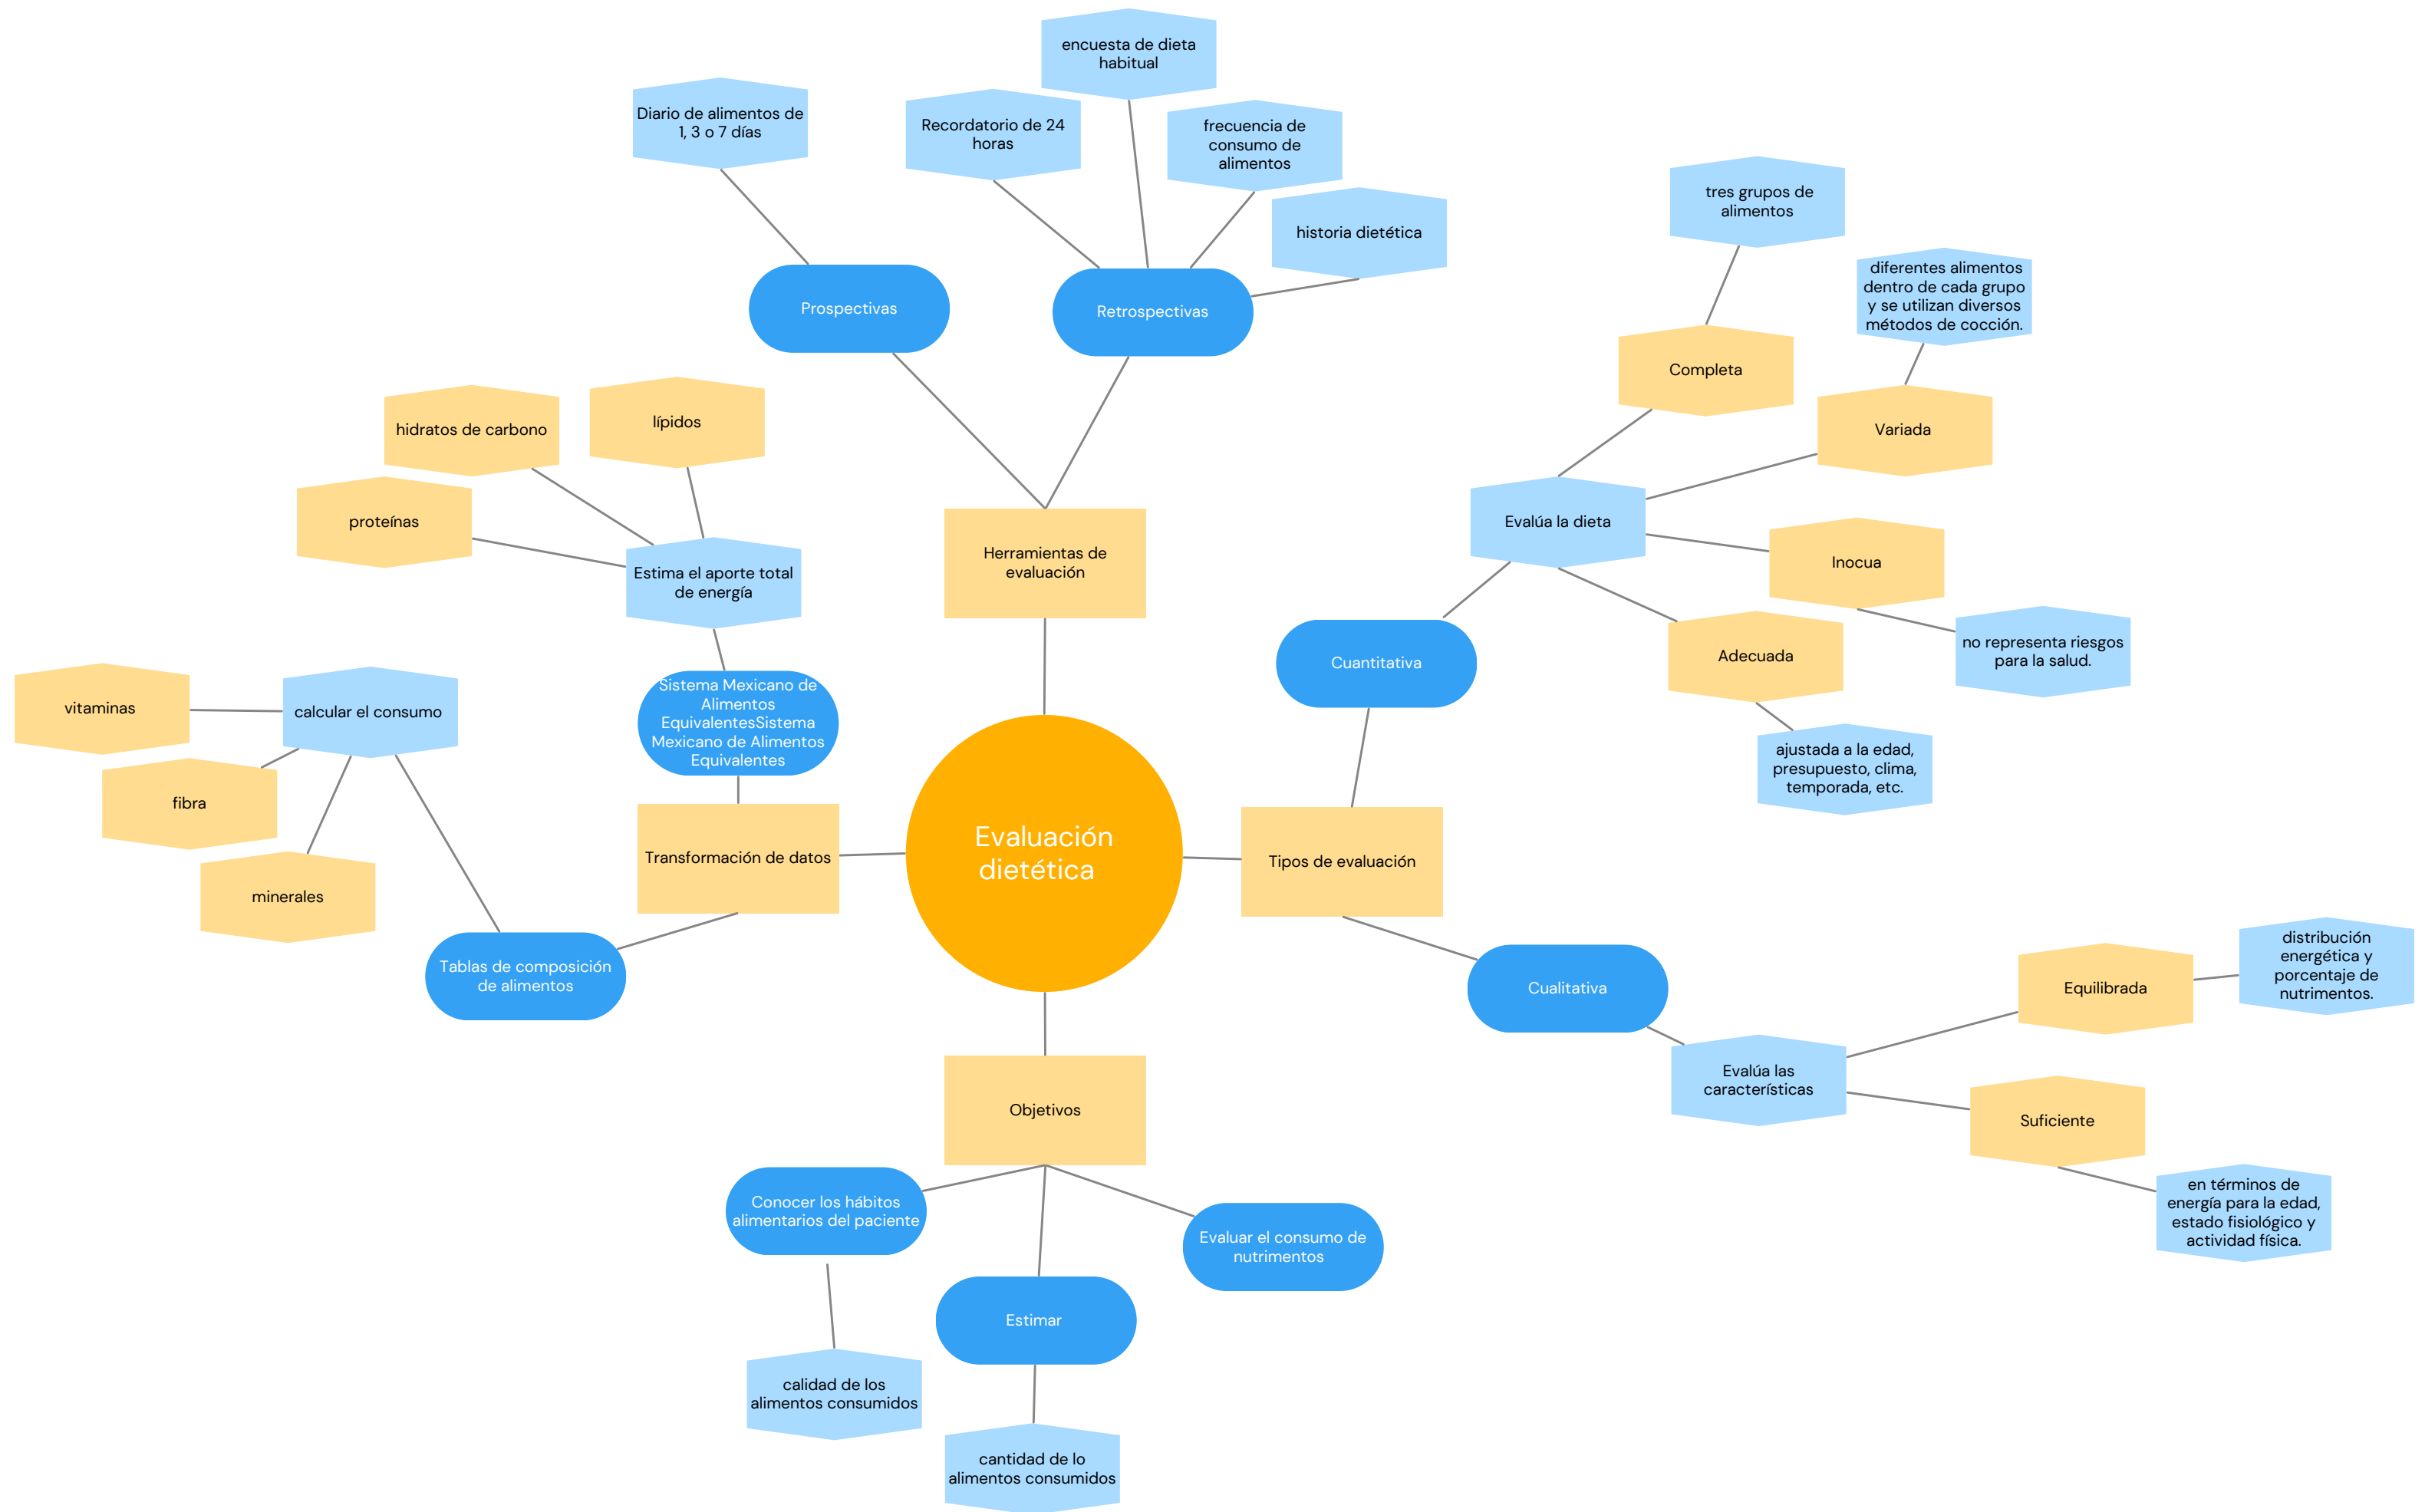 encuesta de dieta
habitual
Diario de alimentos de
1, 3 o 7 días
Recordatorio de 24
horas
frecuencia de
consumo de
alimentos
historia dietética
tres grupos de
alimentos
diferentes alimentos
dentro de cada grupo
y se utilizan diversos
métodos de cocción.
Prospectivas
Retrospectivas
Completa
Variada
hidratos de carbono
lípidos
proteínas
Estima el aporte total
de energía
Herramientas de
evaluación
Evalúa la dieta
Inocua
no representa riesgos
para la salud.
Adecuada
ajustada a la edad,
presupuesto, clima,
temporada, etc.
Cuantitativa
vitaminas
calcular el consumo
fibra
minerales
Sistema Mexicano de
Alimentos
EquivalentesSistema
Mexicano de Alimentos
Equivalentes
Transformación de datos
Evaluación
dietética
Tipos de evaluación
Tablas de composición
de alimentos
Cualitativa
Equilibrada
distribución
energética y
porcentaje de
nutrimentos.
Evalúa las
características
Suficiente
en términos de
energía para la edad,
estado fisiológico y
actividad física.
Objetivos
Conocer los hábitos
alimentarios del paciente
Evaluar el consumo de
nutrimentos
Estimar
calidad de los
alimentos consumidos
cantidad de lo
alimentos consumidos